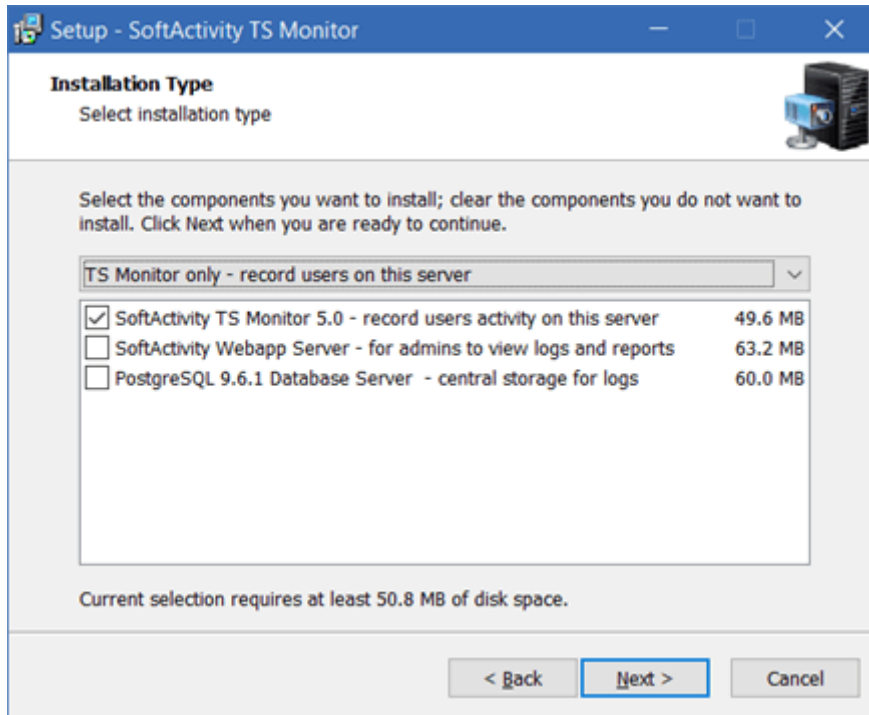 Setup - SoftActivity TS Monitor
Installation Type
Select installation type
Select the components you want to install; clear the components you do not want to
install. Click Next when you are ready to continue.
TS Monitor only - record users on this server
SoftActivity TS Monitor 5.0 - record users activity on this server 49.6 MB
SoftActivity Webapp Server - for admins to view logs and reports 63.2 MB
PostgreSQL 9.6.1 Database Server - central storage for logs 60.0 MB
Current selection requires at least 50.8 MB of disk space.
< Back Next > Cancel